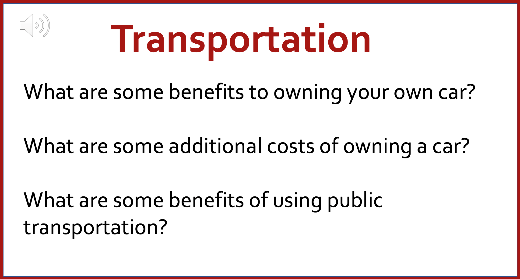 Transportation
What are some benefits to owning your own car?
What are some additional costs of owning a car?
What are some benefits of using public
transportation?